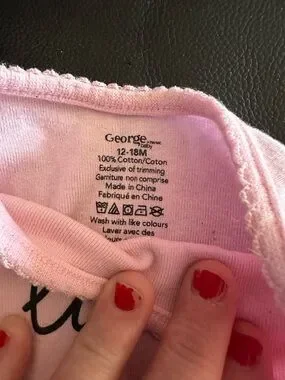 George
baby
12-18M
100% Cotton/Coton
Exclusive of trimming
Garniture non comprise
Made in China
Fabriqué en Chine
Wash with like colours
Laver avec des